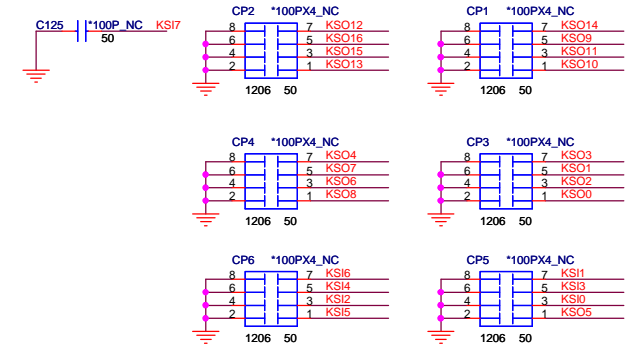 C125 *100P_NC KSI7
50
CP2 *100PX4_NC
8 7 KSO12
6 5 KSO16
4 3 KSO15
2 1 KSO13
1206 50
CP1 *100PX4_NC
8 7 KSO14
6 5 KSO9
4 3 KSO11
2 1 KSO10
1206 50
CP4 *100PX4_NC
8 7 KSO4
6 5 KSO7
4 3 KSO6
2 1 KSO8
1206 50
CP3 *100PX4_NC
8 7 KSO3
6 5 KSO1
4 3 KSO2
2 1 KSO0
1206 50
CP6 *100PX4_NC
8 7 KSI6
6 5 KSI4
4 3 KSI2
2 1 KSI5
1206 50
CP5 *100PX4_NC
8 7 KSI1
6 5 KSI3
4 3 KSI0
2 1 KSO5
1206 50